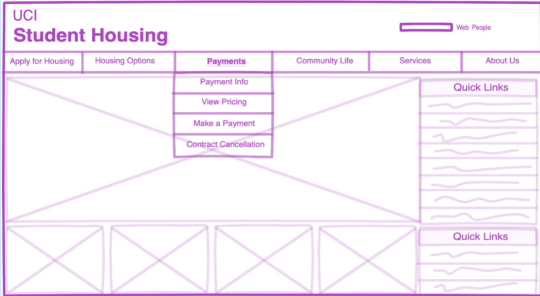 UCI
Student Housing
Web People
Apply for Housing
Housing Options
Payments
Community Life
Services
About Us
Payment Info
View Pricing
Make a Payment
Contract Cancellation
Quick Links
Quick Links